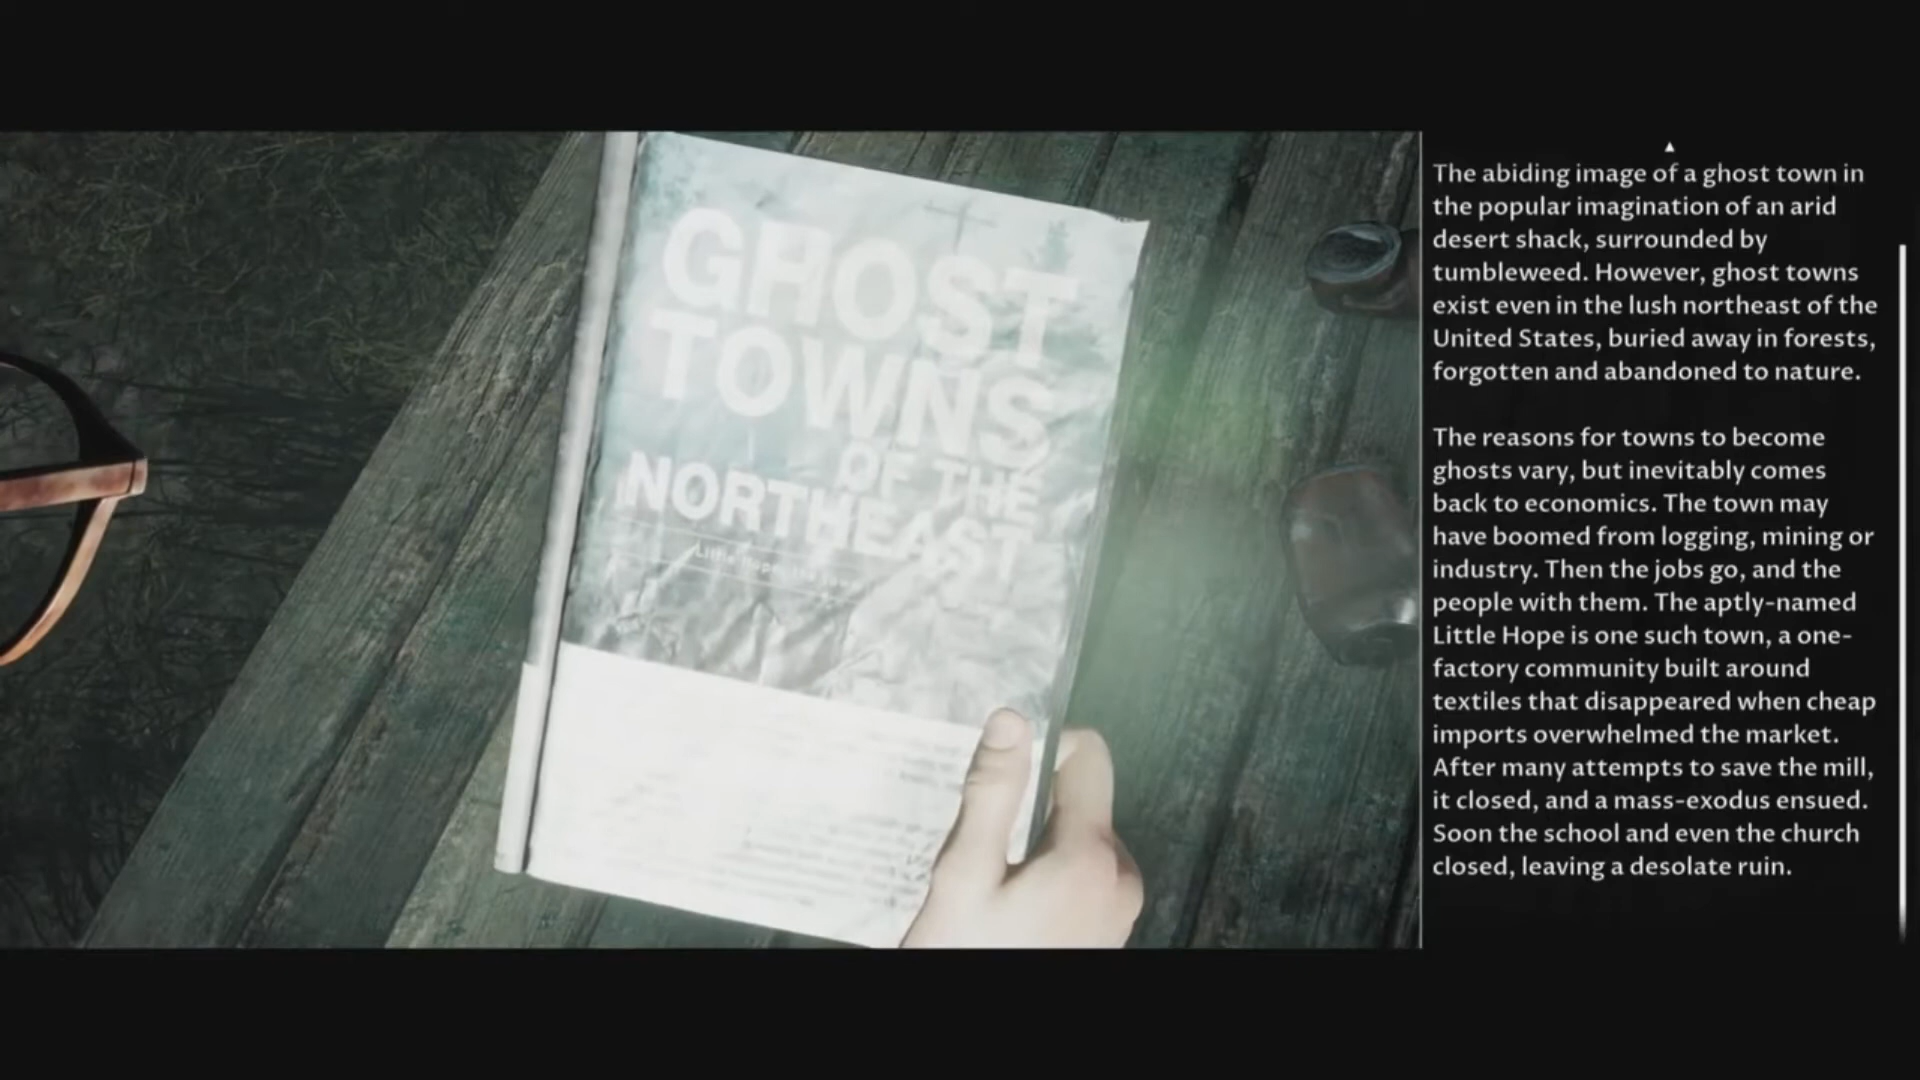 GHOST
TOWNS
OF THE
NORTHEAST
Little Hope
The abiding image of a ghost town in
the popular imagination of an arid
desert shack, surrounded by
tumbleweed. However, ghost towns
exist even in the lush northeast of the
United States, buried away in forests,
forgotten and abandoned to nature.
The reasons for towns to become
ghosts vary, but inevitably comes
back to economics. The town may
have boomed from logging, mining or
industry. Then the jobs go, and the
people with them. The aptly-named
Little Hope is one such town, a one-
factory community built around
textiles that disappeared when cheap
imports overwhelmed the market.
After many attempts to save the mill,
it closed, and a mass-exodus ensued.
Soon the school and even the church
closed, leaving a desolate ruin.